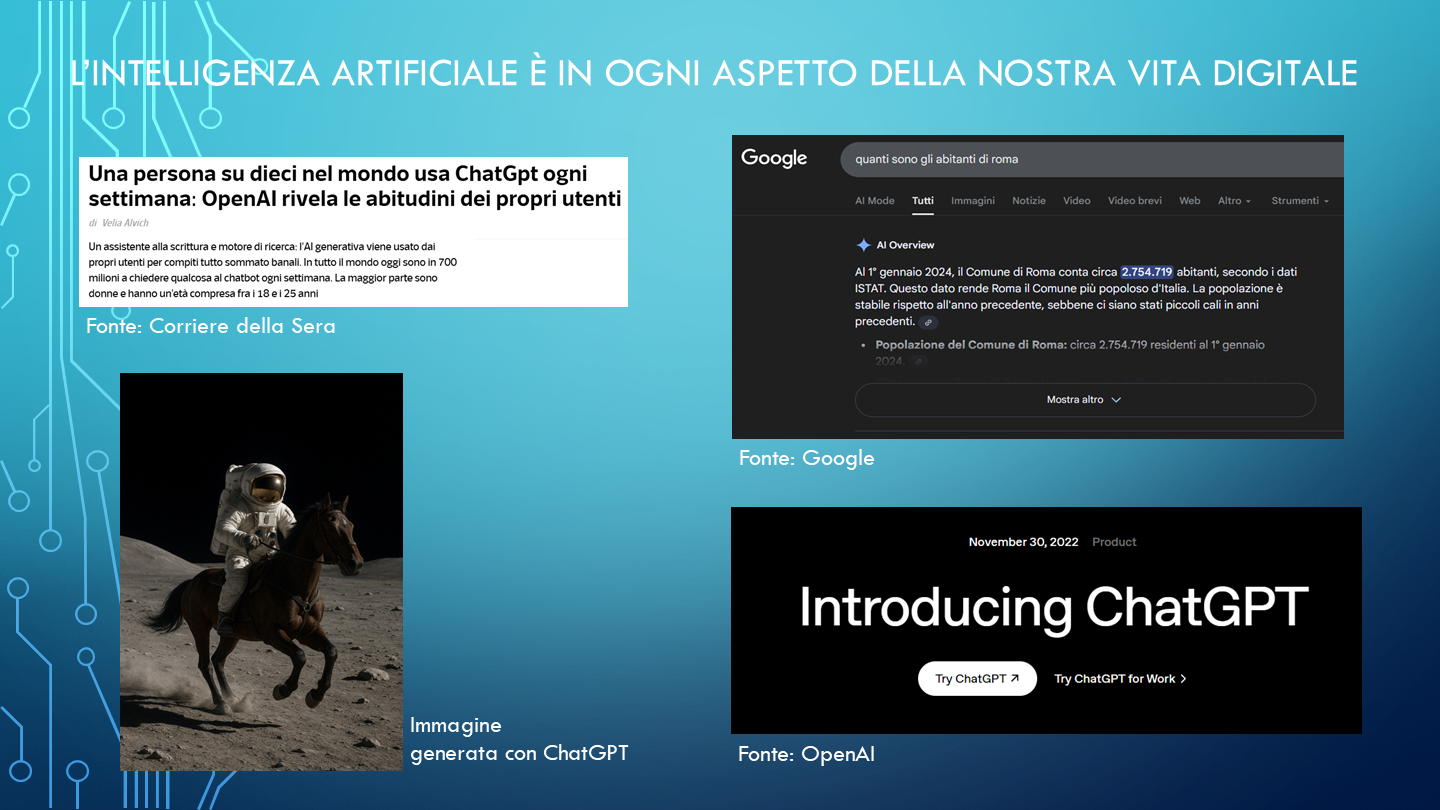 L'INTELLIGENZA ARTIFICIALE È IN OGNI ASPETTO DELLA NOSTRA VITA DIGITALE
Una persona su dieci nel mondo usa ChatGpt ogni
settimana: OpenAI rivela le abitudini dei propri utenti
di Velia Alvich
Un assistente alla scrittura e motore di ricerca: l'AI generativa viene usato dai
propri utenti per compiti tutto sommato banali. In tutto il mondo oggi sono in 700
milioni a chiedere qualcosa al chatbot ogni settimana. La maggior parte sono
donne e hanno un'età compresa fra i 18 e i 25 anni
Fonte: Corriere della Sera
Immagine
generata con ChatGPT
Google
quanti sono gli abitanti di roma
AI Mode Tutti Immagini Notizie Video Video brevi Web Altro Strumenti
AI Overview
Al 1° gennaio 2024, il Comune di Roma conta circa 2.754.719 abitanti, secondo i dati
ISTAT. Questo dato rende Roma il Comune più popoloso d'Italia. La popolazione è
stabile rispetto all'anno precedente, sebbene ci siano stati piccoli cali in anni
precedenti.
Popolazione del Comune di Roma: circa 2.754.719 residenti al 1° gennaio
2024.
Mostra altro
Fonte: Google
November 30, 2022 Product
Introducing ChatGPT
Try ChatGPT Try ChatGPT for Work
Fonte: OpenAI